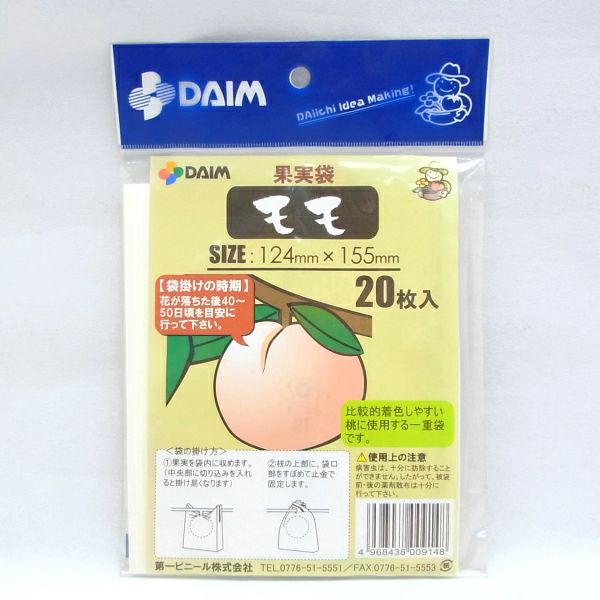 DAIM
DAIichi Idea Making!
DAIM
果実袋
モモ
SIZE : 124mm×155mm
20枚入
【袋掛けの時期】
花が落ちた後40〜
50日頃を目安に
行って下さい。
比較的着色しやすい
桃に使用する一重袋
です。
＜袋の掛け方＞
①果実を袋内に収めます。
(中央部に切り込みを入れ
ると掛け易くなります)
②枝の上部に、袋口
部をすぼめて止金で
固定します。
使用上の注意
病害虫は、十分に防除すること
ができません。したがって、被袋
前・後の薬剤散布は十分に
行って下さい。
4 968438 009148
第一ビニール株式会社 TEL.0776-51-5551／FAX.0776-51-5553